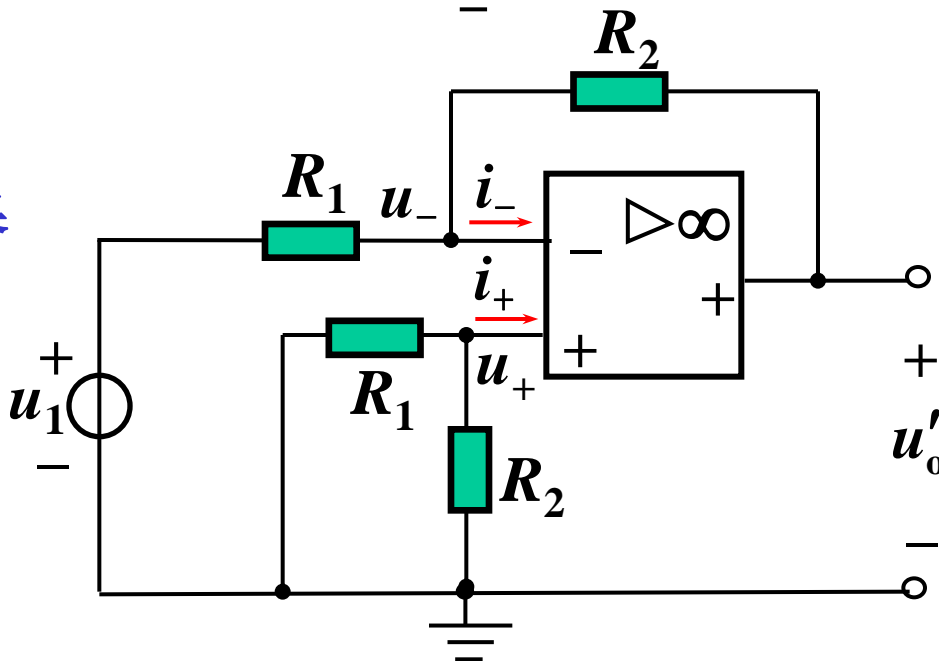 −
R₂
R₁ u₋ i₋ ▷∞
−
i₊ +
+
R₁ u₊
+
u₁
−
R₂
+
u′ₒ
−